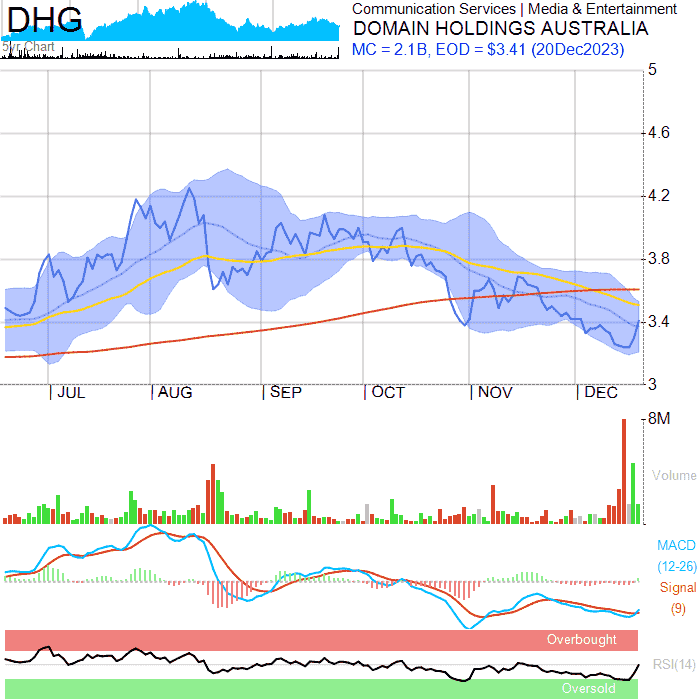 DHG
5yr Chart
Communication Services | Media & Entertainment
DOMAIN HOLDINGS AUSTRALIA
MC = 2.1B, EOD = $3.41 (20Dec2023)
5
4.6
4.2
3.8
3.4
3
JUL
AUG
SEP
OCT
NOV
DEC
8M
Volume
MACD
(12-26)
Signal
(9)
Overbought
RSI(14)
Oversold